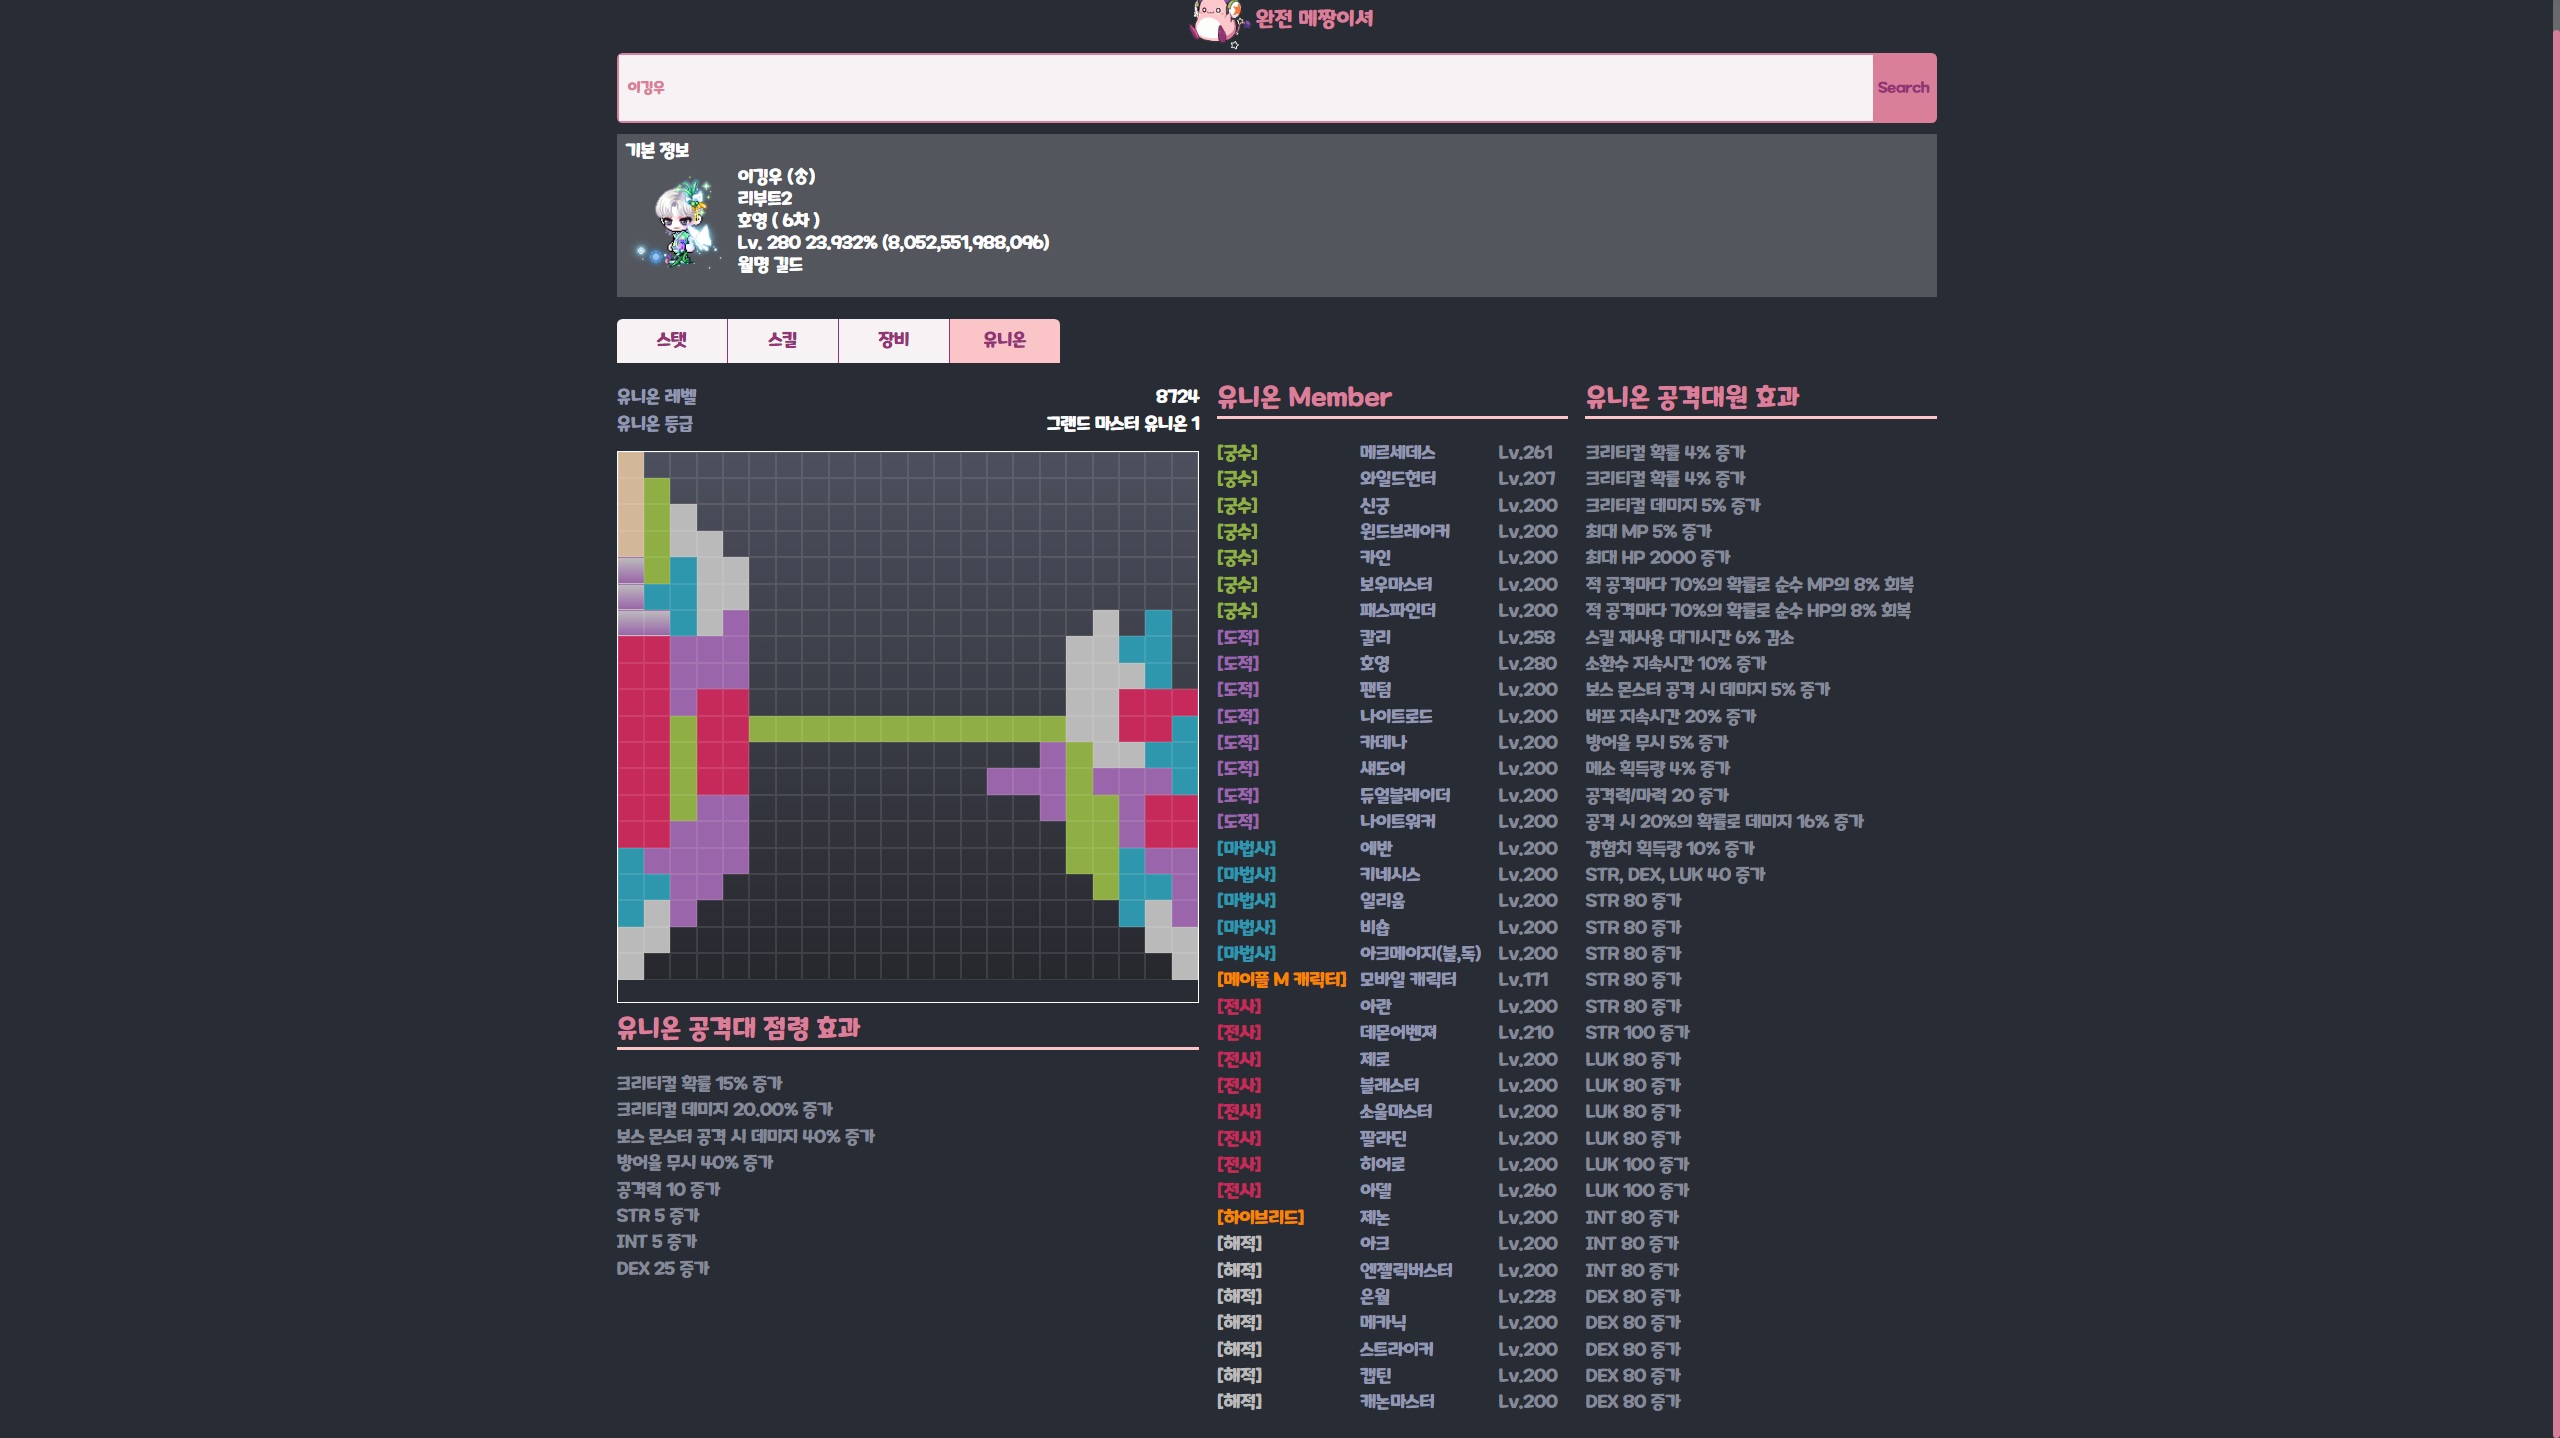 완전 메짱이셔
이깅우
Search
기본 정보
이깅우 (송)
리부트2
호영 ( 6차 )
Lv. 280 23.932% (8,052,551,988,096)
월명 길드
스탯 스킬 장비 유니온
유니온 레벨 8724
유니온 등급 그랜드 마스터 유니온 1
유니온 공격대 점령 효과
크리티컬 확률 15% 증가
크리티컬 데미지 20.00% 증가
보스 몬스터 공격 시 데미지 40% 증가
방어율 무시 40% 증가
공격력 10 증가
STR 5 증가
INT 5 증가
DEX 25 증가
유니온 Member
[궁수] 메르세데스 Lv.261
[궁수] 와일드헌터 Lv.207
[궁수] 신궁 Lv.200
[궁수] 윈드브레이커 Lv.200
[궁수] 카인 Lv.200
[궁수] 보우마스터 Lv.200
[궁수] 패스파인더 Lv.200
[도적] 칼리 Lv.258
[도적] 호영 Lv.280
[도적] 팬텀 Lv.200
[도적] 나이트로드 Lv.200
[도적] 카데나 Lv.200
[도적] 섀도어 Lv.200
[도적] 듀얼블레이더 Lv.200
[도적] 나이트워커 Lv.200
[마법사] 에반 Lv.200
[마법사] 키네시스 Lv.200
[마법사] 일리움 Lv.200
[마법사] 비숍 Lv.200
[마법사] 아크메이지(불,독) Lv.200
[메이플 M 캐릭터] 모바일 캐릭터 Lv.171
[전사] 아란 Lv.200
[전사] 데몬어벤져 Lv.210
[전사] 제로 Lv.200
[전사] 블래스터 Lv.200
[전사] 소울마스터 Lv.200
[전사] 팔라딘 Lv.200
[전사] 히어로 Lv.200
[전사] 아델 Lv.260
[하이브리드] 제논 Lv.200
[해적] 아크 Lv.200
[해적] 엔젤릭버스터 Lv.200
[해적] 은월 Lv.228
[해적] 메카닉 Lv.200
[해적] 스트라이커 Lv.200
[해적] 캡틴 Lv.200
[해적] 캐논마스터 Lv.200
유니온 공격대원 효과
크리티컬 확률 4% 증가
크리티컬 확률 4% 증가
크리티컬 데미지 5% 증가
최대 MP 5% 증가
최대 HP 2000 증가
적 공격마다 70%의 확률로 순수 MP의 8% 회복
적 공격마다 70%의 확률로 순수 HP의 8% 회복
스킬 재사용 대기시간 6% 감소
소환수 지속시간 10% 증가
보스 몬스터 공격 시 데미지 5% 증가
버프 지속시간 20% 증가
방어율 무시 5% 증가
메소 획득량 4% 증가
공격력/마력 20 증가
공격 시 20%의 확률로 데미지 16% 증가
경험치 획득량 10% 증가
STR, DEX, LUK 40 증가
STR 80 증가
STR 80 증가
STR 80 증가
STR 80 증가
STR 80 증가
STR 100 증가
LUK 80 증가
LUK 80 증가
LUK 80 증가
LUK 80 증가
LUK 100 증가
LUK 100 증가
INT 80 증가
INT 80 증가
INT 80 증가
DEX 80 증가
DEX 80 증가
DEX 80 증가
DEX 80 증가
DEX 80 증가